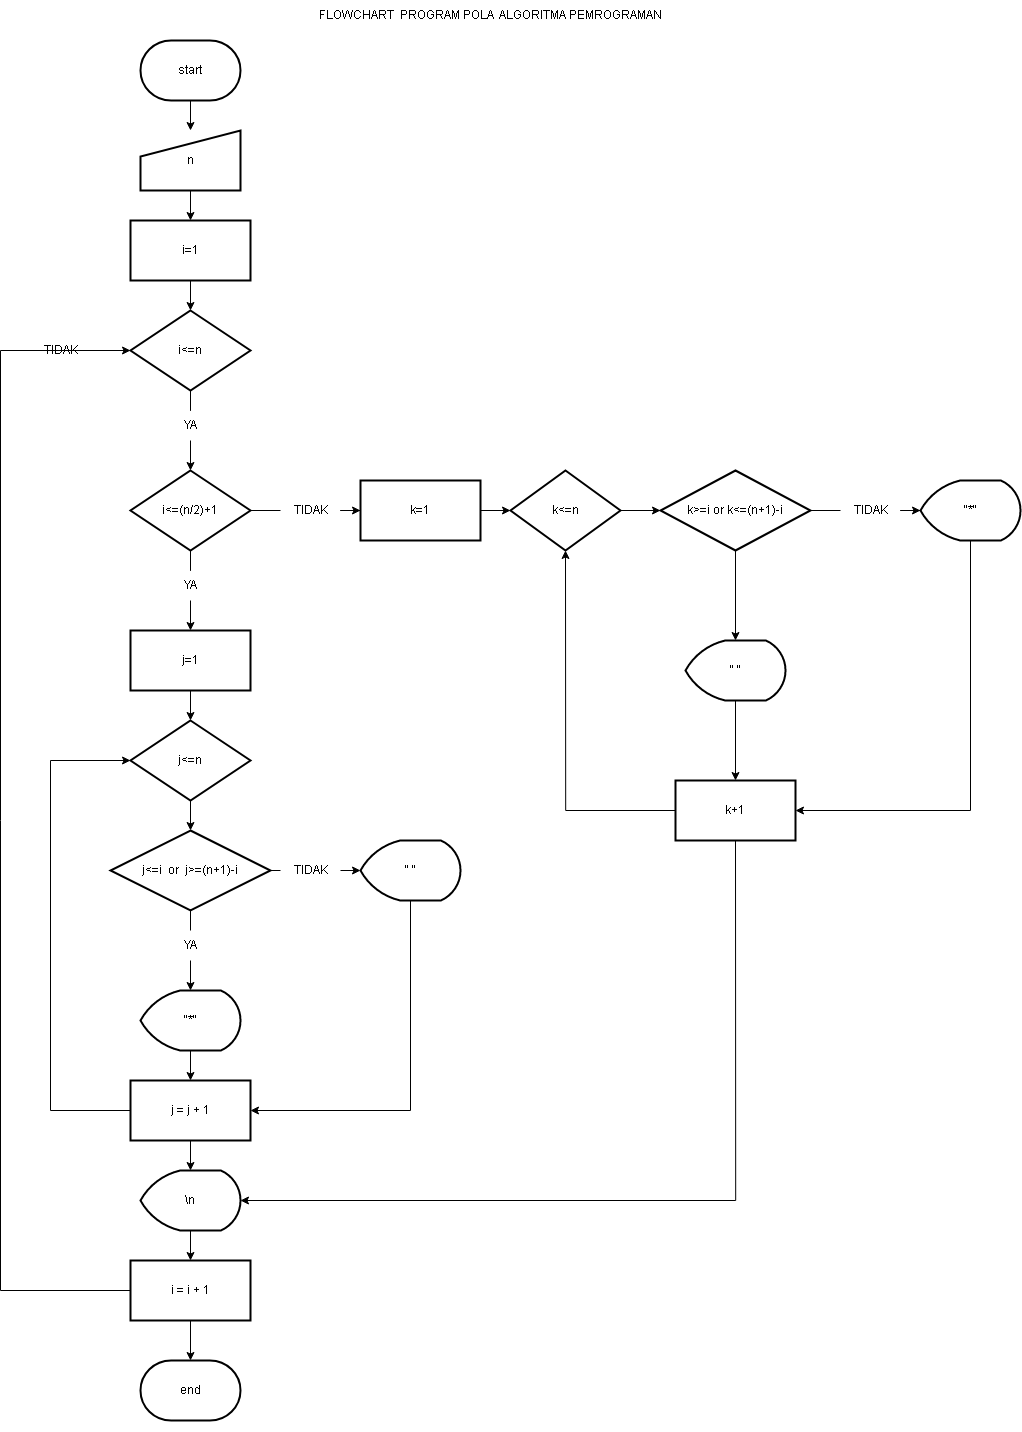 FLOWCHART PROGRAM POLA ALGORITMA PEMROGRAMAN
start
n
i=1
TIDAK
i<=n
YA
i<=(n/2)+1
TIDAK
k=1
k<=n
k>=i or k<=(n+1)-i
TIDAK
"*"
YA
j=1
" "
j<=n
k+1
j<=i or j>=(n+1)-i
TIDAK
" "
YA
"*"
j = j + 1
\n
i = i + 1
end